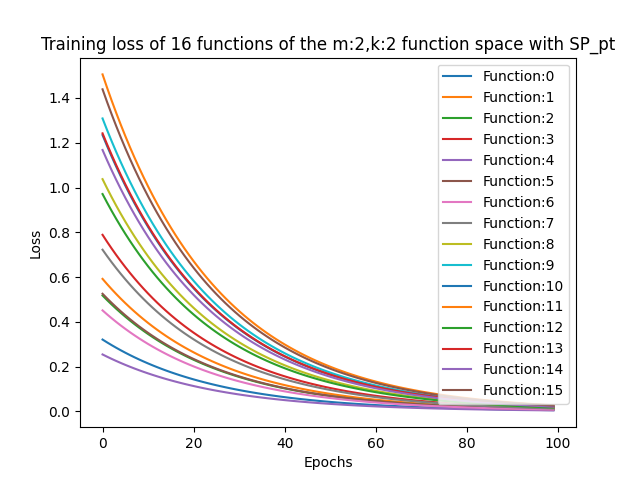 Training loss of 16 functions of the m:2,k:2 function space with SP_pt
Function:0
Function:1
Function:2
Function:3
Function:4
Function:5
Function:6
Function:7
Function:8
Function:9
Function:10
Function:11
Function:12
Function:13
Function:14
Function:15
Loss
1.4
1.2
1.0
0.8
0.6
0.4
0.2
0.0
0 20 40 60 80 100
Epochs